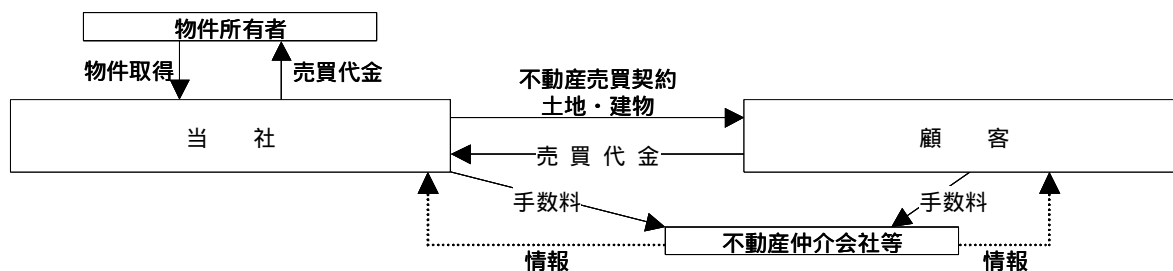 物件所有者
物件取得
売買代金
不動産売買契約
土地・建物
当 社
顧 客
売 買 代 金
手数料
手数料
不動産仲介会社等
情報
情報